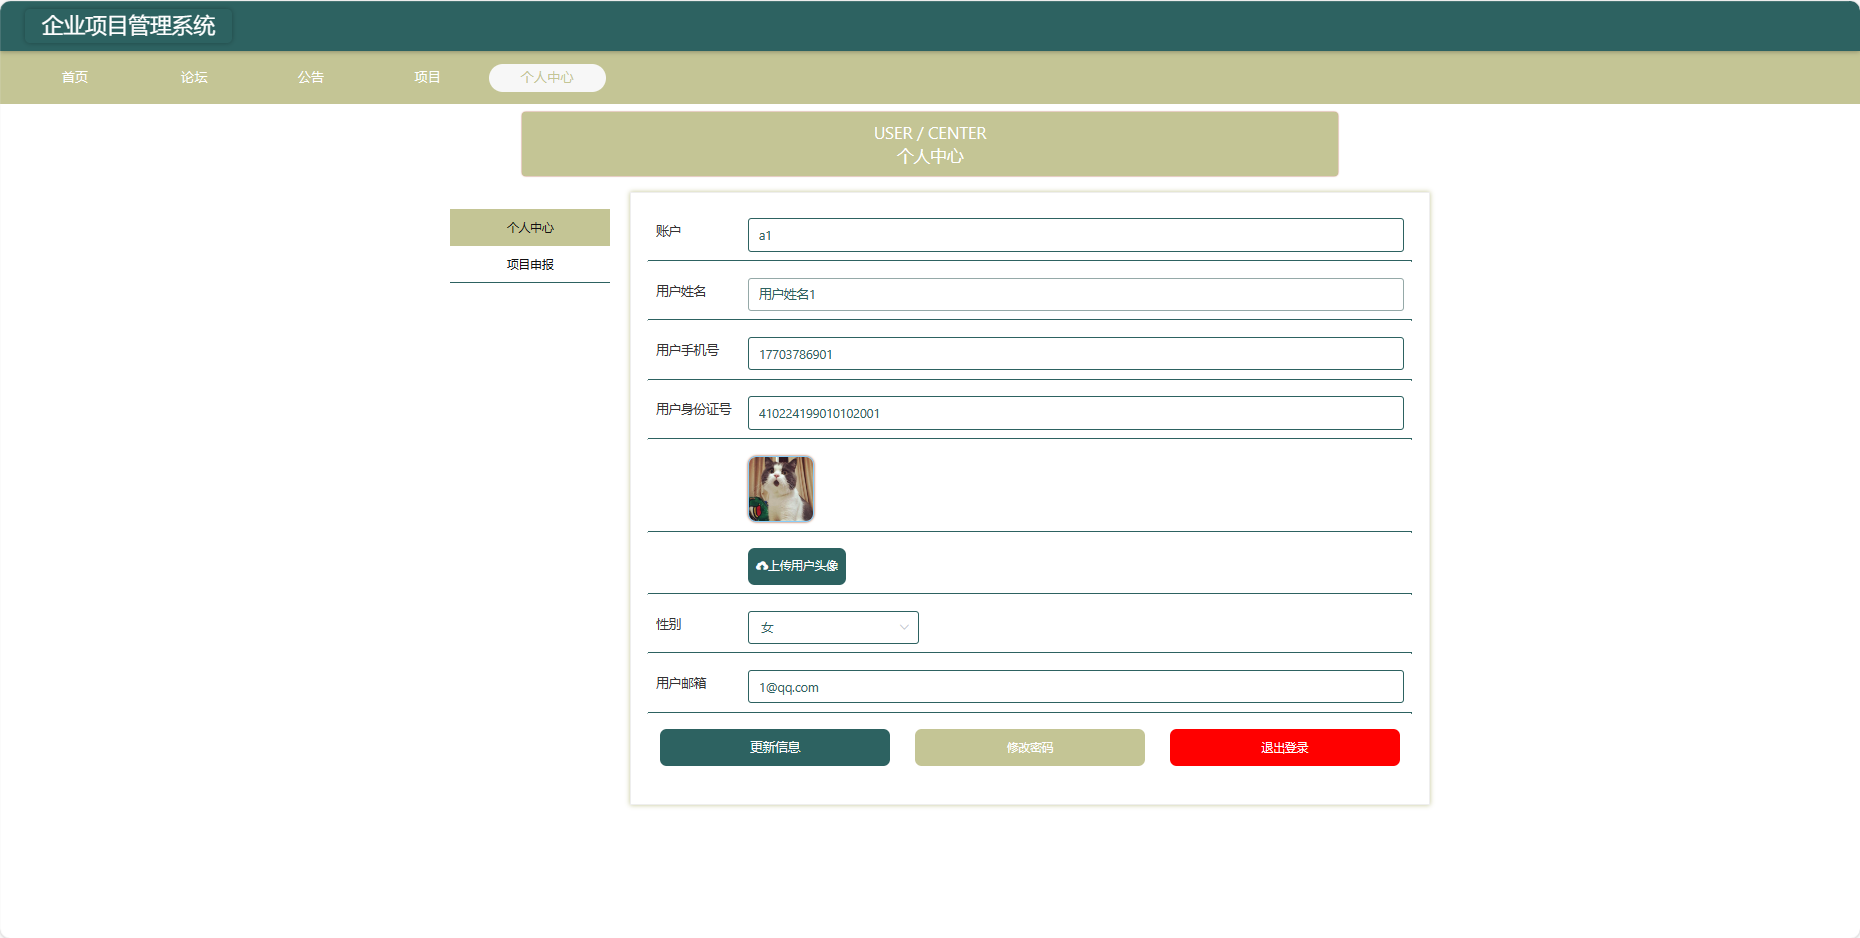 企业项目管理系统
首页 论坛 公告 项目 个人中心
USER / CENTER
个人中心
个人中心
项目申报
账户 a1
用户姓名 用户姓名1
用户手机号 17703786901
用户身份证号 410224199010102001
上传用户头像
性别 女
用户邮箱 1@qq.com
更新信息 修改密码 退出登录